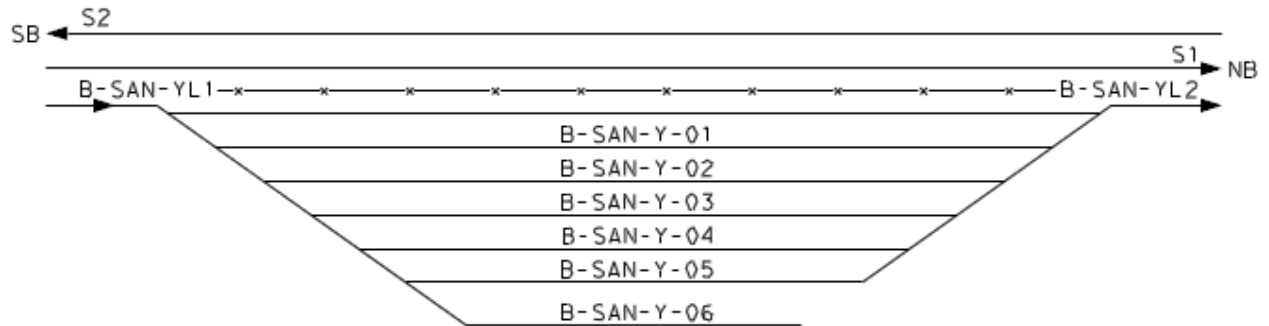 S2
SB
S1
NB
B-SAN-YL1
B-SAN-YL2
B-SAN-Y-01
B-SAN-Y-02
B-SAN-Y-03
B-SAN-Y-04
B-SAN-Y-05
B-SAN-Y-06